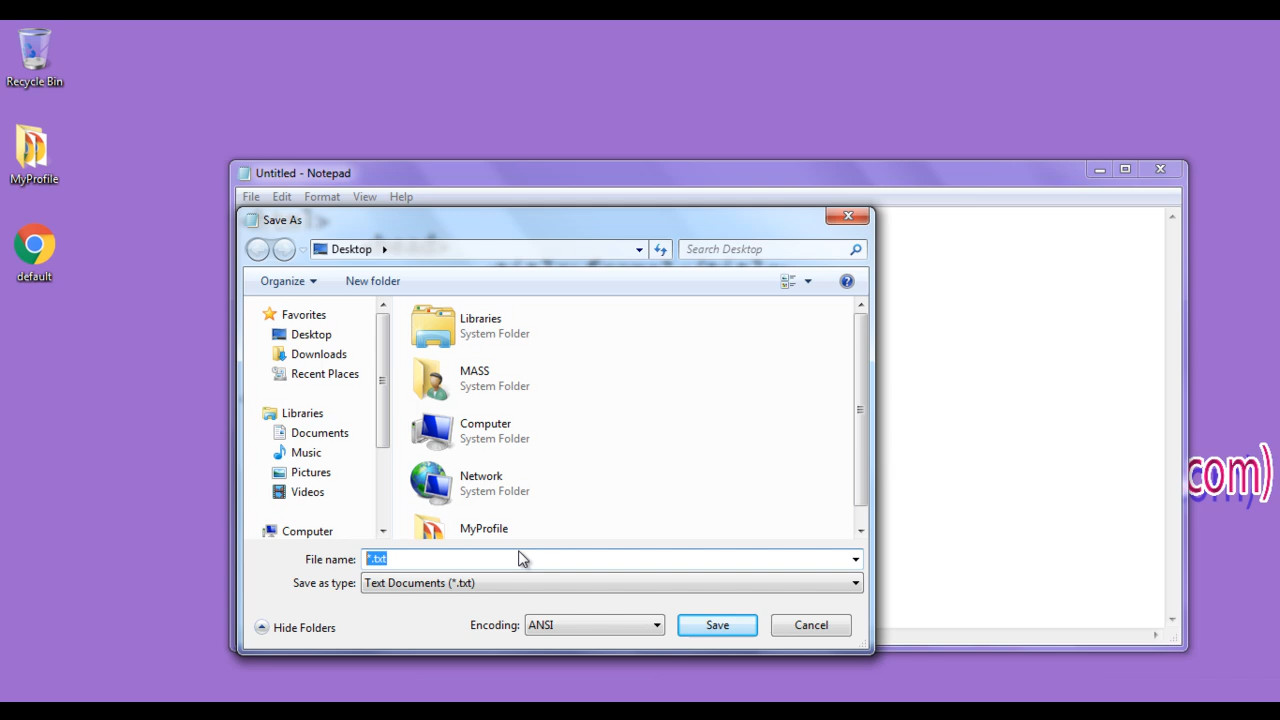 Recycle Bin
MyProfile
default
Untitled - Notepad
File Edit Format View Help
Save As
Desktop
Search Desktop
Organize
New folder
Favorites
Desktop
Downloads
Recent Places
Libraries
Documents
Music
Pictures
Videos
Computer
Libraries
System Folder
MASS
System Folder
Computer
System Folder
Network
System Folder
MyProfile
File name: *.txt
Save as type: Text Documents (*.txt)
Hide Folders
Encoding: ANSI
Save
Cancel
com)